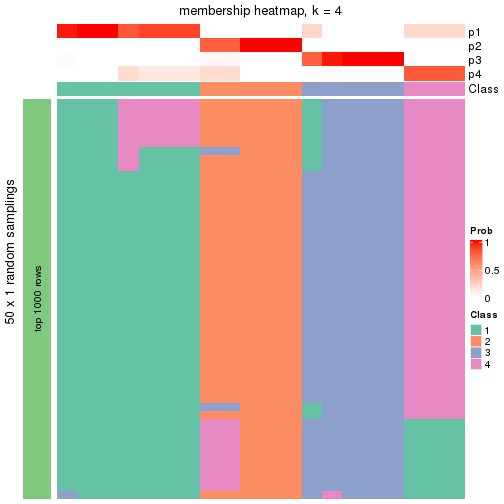 membership heatmap, k = 4
p1
p2
p3
p4
Class
50 x 1 random samplings
top 1000 rows
Prob
1
0.5
0
Class
1
2
3
4